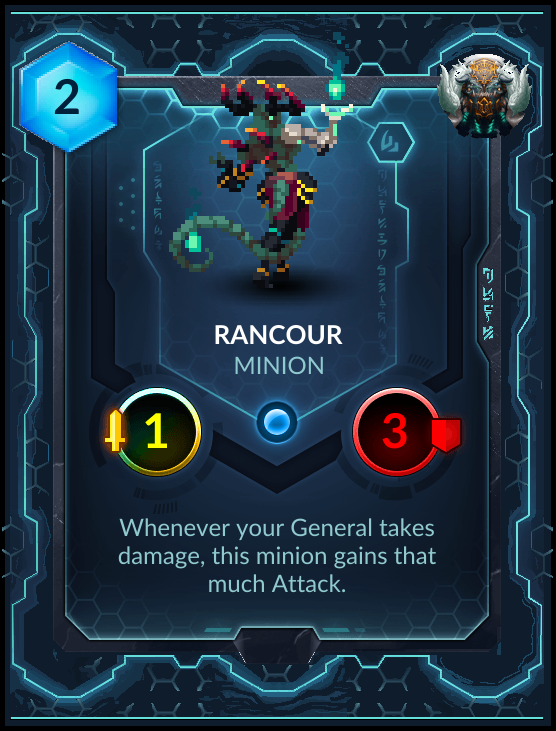 2
RANCOUR
MINION
1
3
Whenever your General takes
damage, this minion gains that
much Attack.